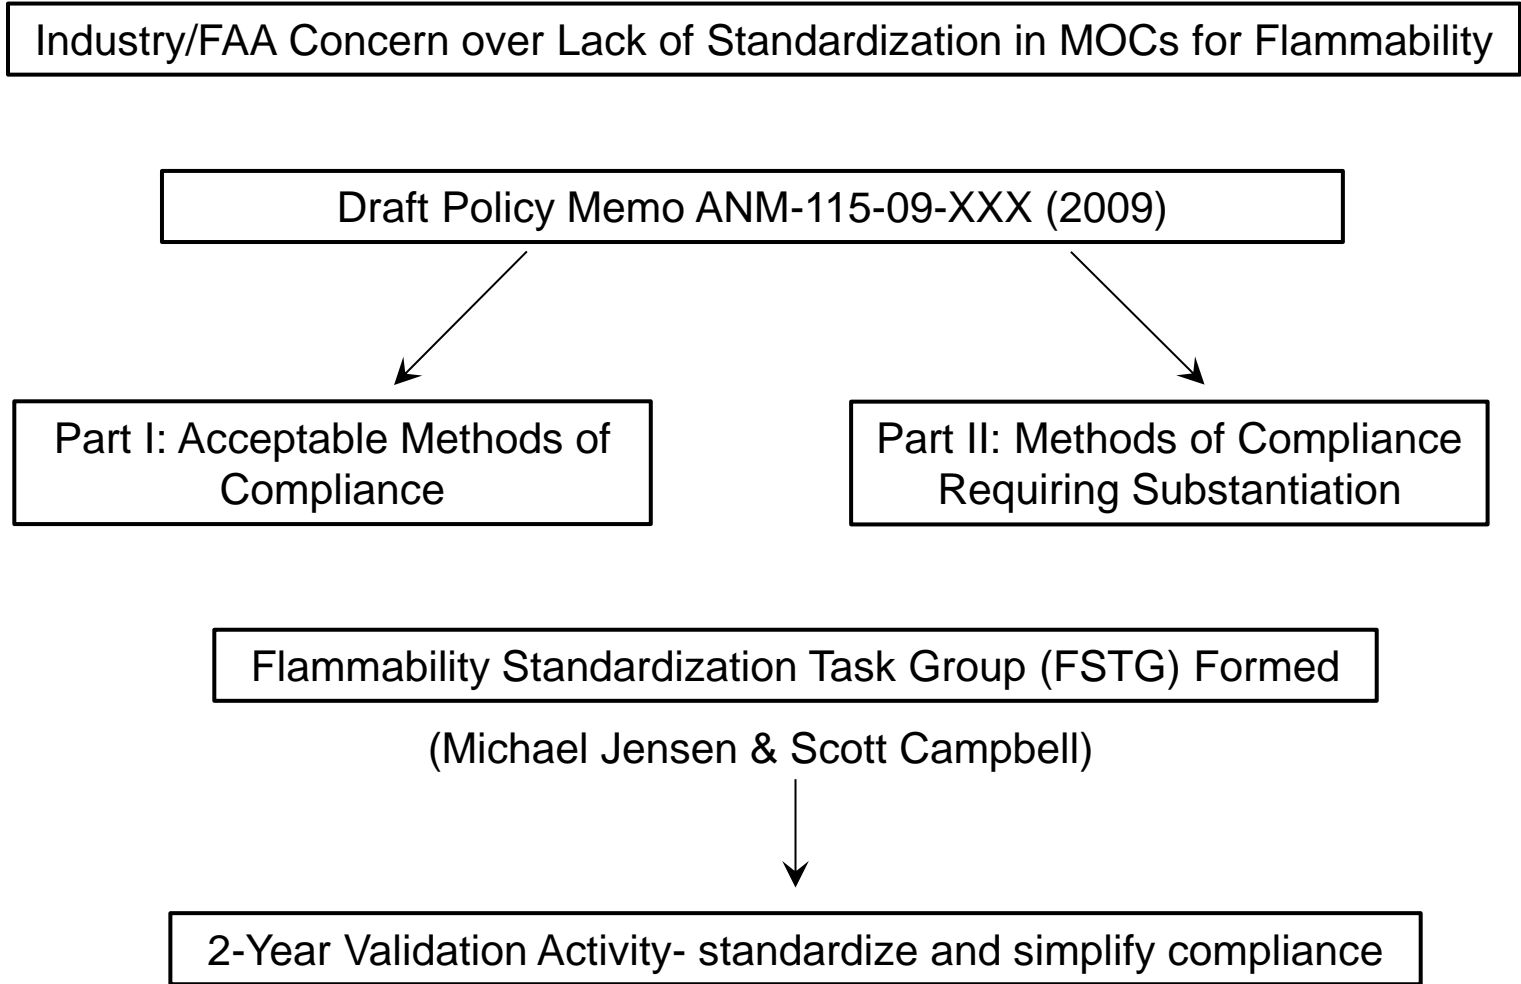 Industry/FAA Concern over Lack of Standardization in MOCs for Flammability
Draft Policy Memo ANM-115-09-XXX (2009)
Part I: Acceptable Methods of
Compliance
Part II: Methods of Compliance
Requiring Substantiation
Flammability Standardization Task Group (FSTG) Formed
(Michael Jensen & Scott Campbell)
2-Year Validation Activity- standardize and simplify compliance